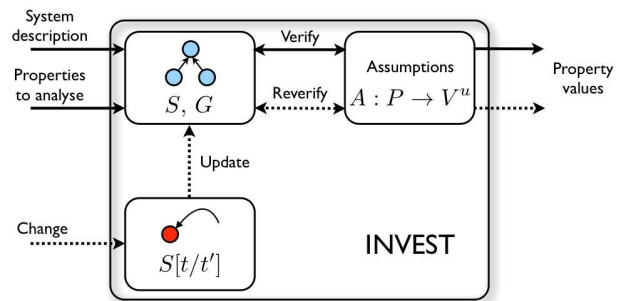 System
description
Properties
to analyse
S, G
Verify
Reverify
Assumptions
A : P → V^u
Property
values
Update
Change
S[t/t′]
INVEST